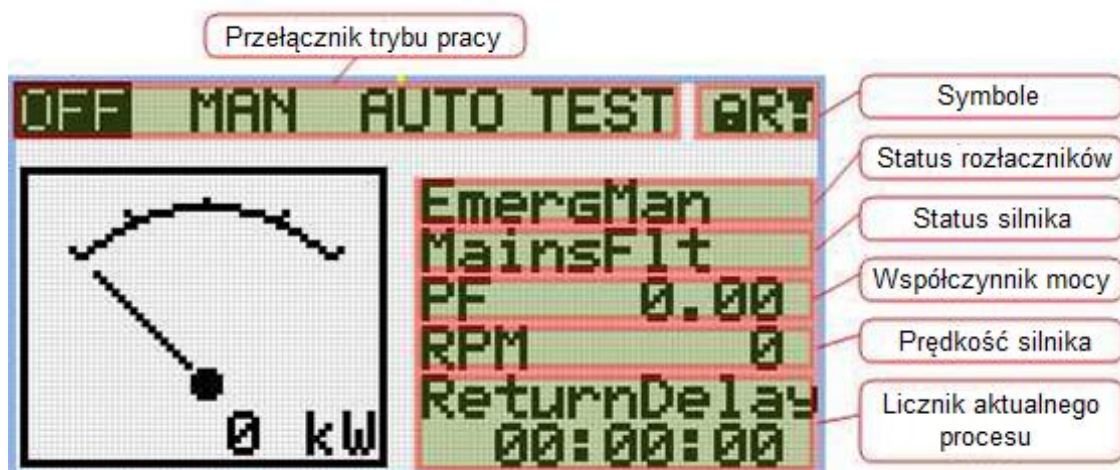 Przełącznik trybu pracy
OFF MAN AUTO TEST R!
Symbole
Status rozłaczników
EmergMan
Status silnika
MainsFlt
Współczynnik mocy
PF 0.00
Prędkość silnika
RPM 0
Licznik aktualnego
procesu
ReturnDelay
00:00:00
0 kW